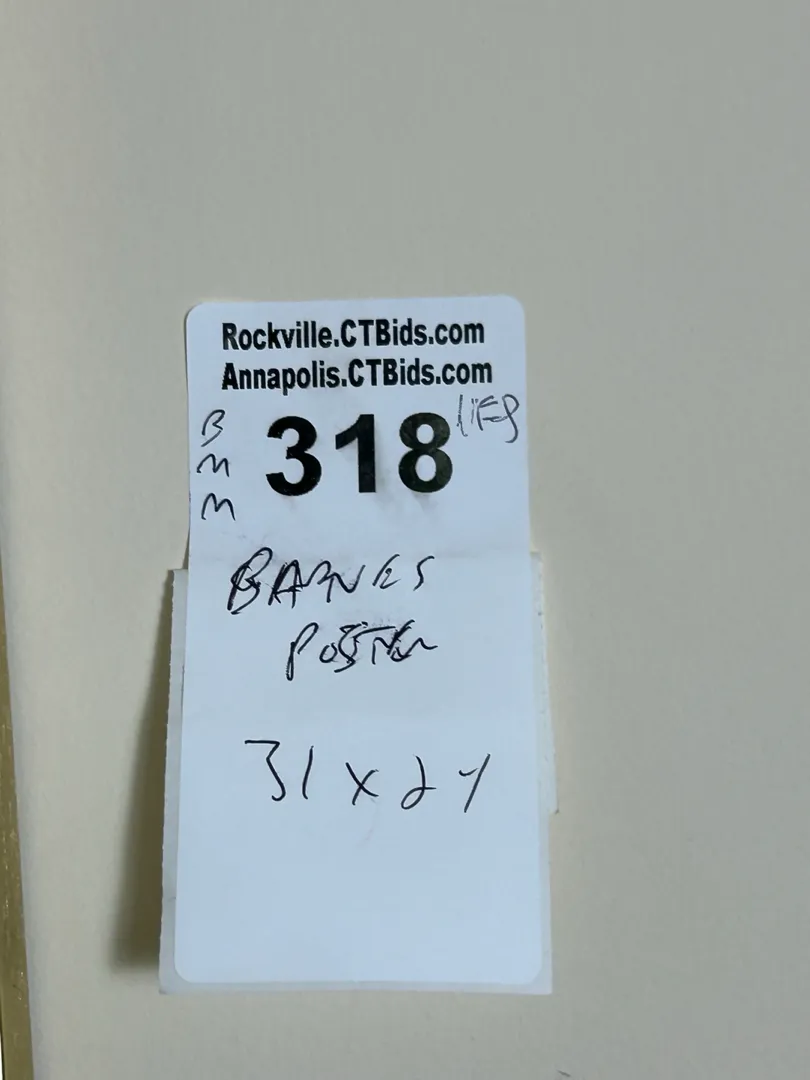 Rockville.CTBids.com
Annapolis.CTBids.com
318
B
M
M
BARNES
POSTER
31 x 24